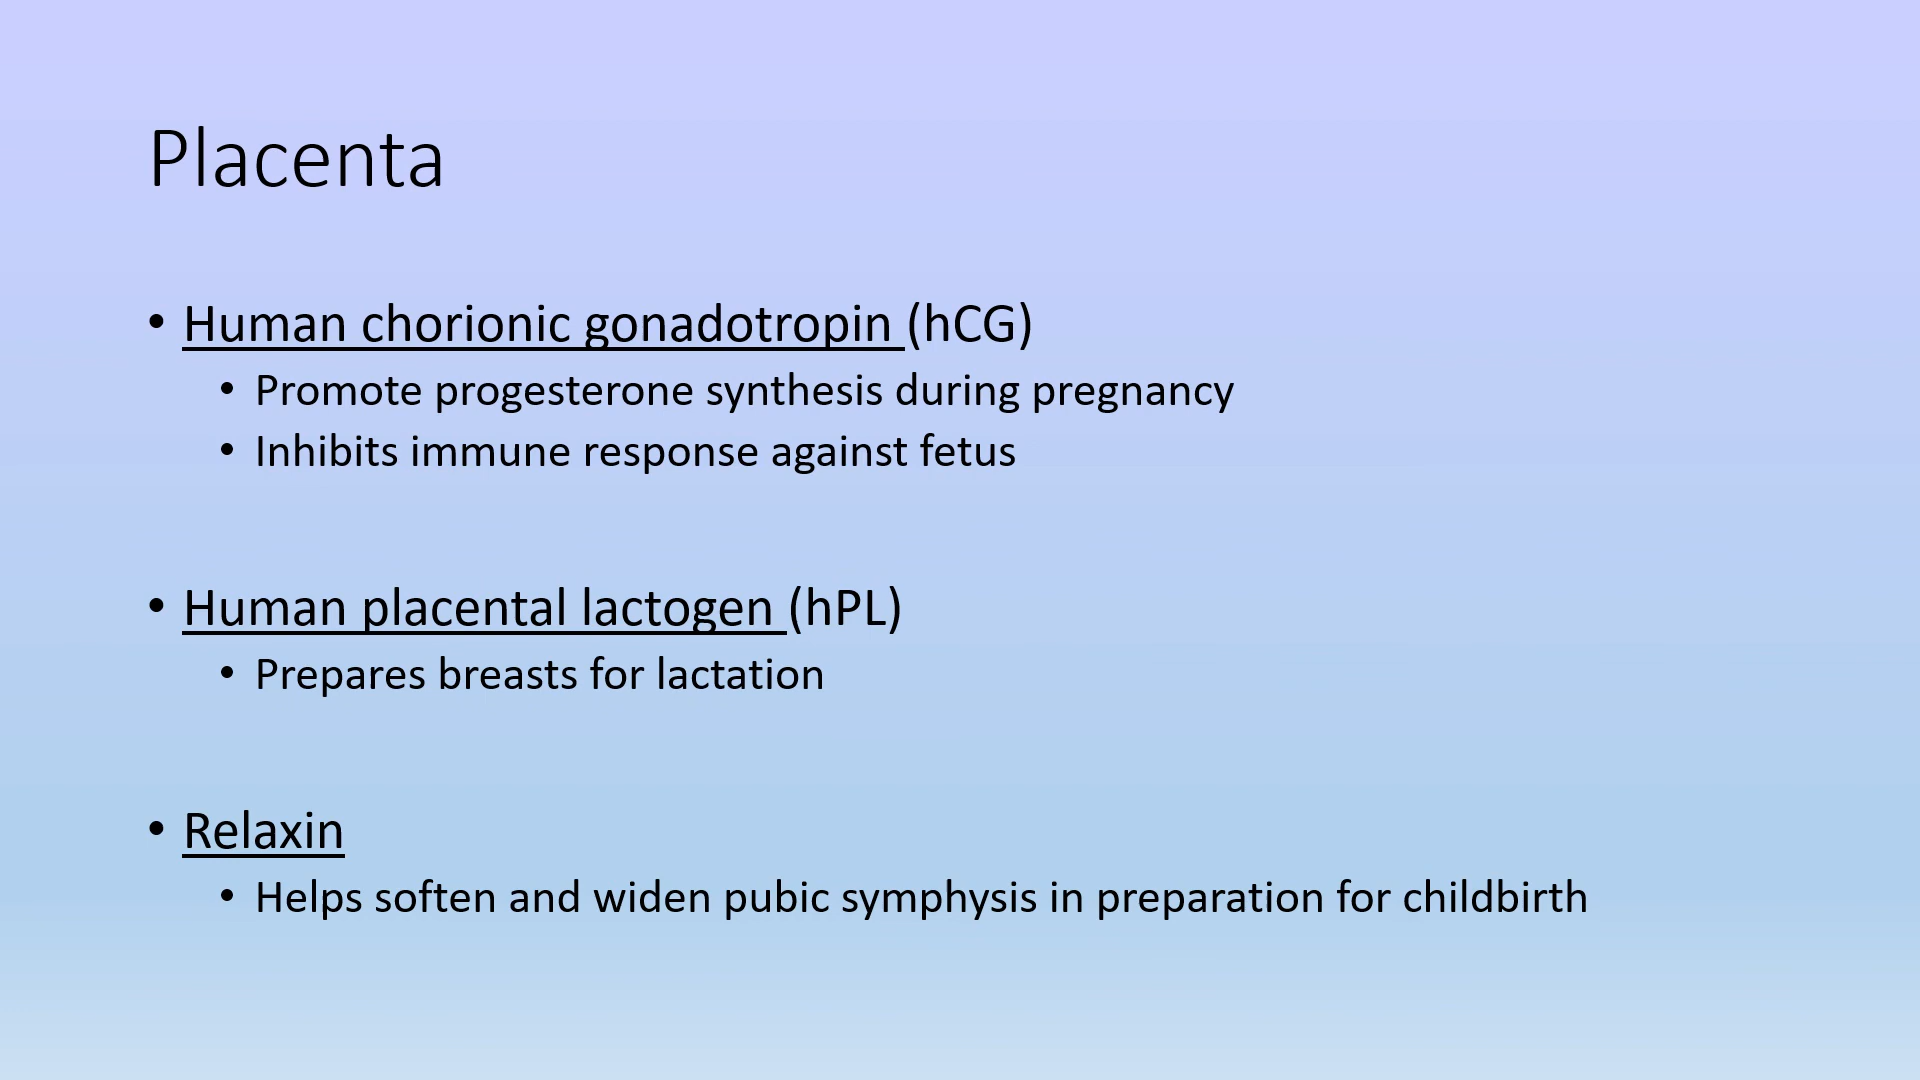 Placenta
• Human chorionic gonadotropin (hCG)
• Promote progesterone synthesis during pregnancy
• Inhibits immune response against fetus
• Human placental lactogen (hPL)
• Prepares breasts for lactation
• Relaxin
• Helps soften and widen pubic symphysis in preparation for childbirth